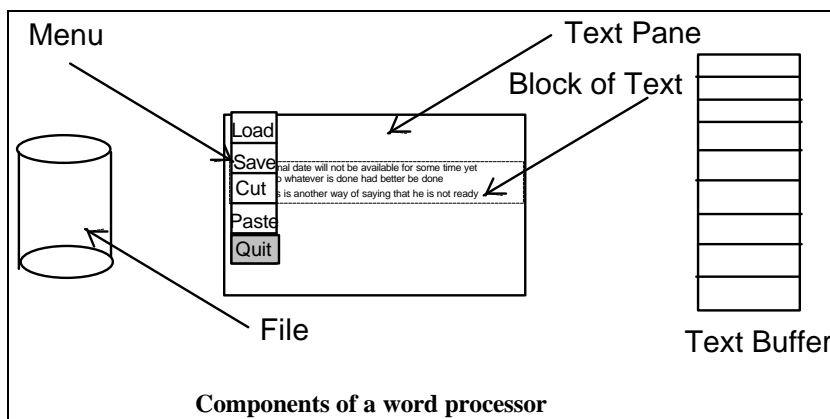 Menu
Text Pane
Block of Text
Load
Save
Cut
Paste
Quit
nal date will not be available for some time yet
whatever is done had better be done
s is another way of saying that he is not ready
File
Text Buffer
Components of a word processor